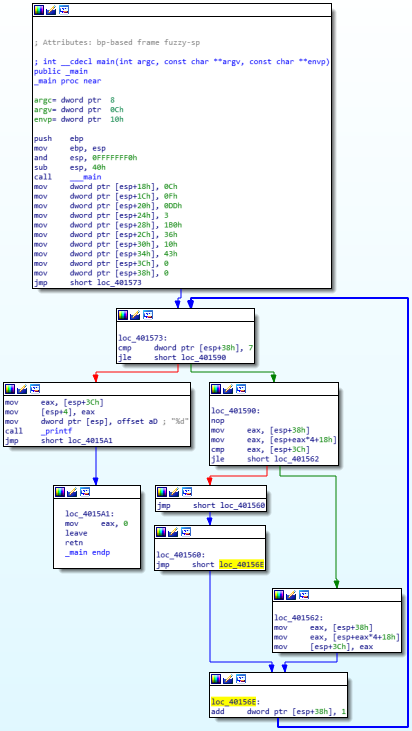 ; Attributes: bp-based frame fuzzy-sp
; int __cdecl main(int argc, const char **argv, const char **envp)
public _main
_main proc near
argc= dword ptr  8
argv= dword ptr  0Ch
envp= dword ptr  10h
push    ebp
mov     ebp, esp
and     esp, 0FFFFFFF0h
sub     esp, 40h
call    ___main
mov     dword ptr [esp+18h], 0Ch
mov     dword ptr [esp+1Ch], 0Fh
mov     dword ptr [esp+20h], 0DDh
mov     dword ptr [esp+24h], 3
mov     dword ptr [esp+28h], 1B0h
mov     dword ptr [esp+2Ch], 36h
mov     dword ptr [esp+30h], 10h
mov     dword ptr [esp+34h], 43h
mov     dword ptr [esp+3Ch], 0
mov     dword ptr [esp+38h], 0
jmp     short loc_401573
loc_401573:
cmp     dword ptr [esp+38h], 7
jle     short loc_401590
mov     eax, [esp+3Ch]
mov     [esp+4], eax
mov     dword ptr [esp], offset aD ; "%d"
call    _printf
jmp     short loc_4015A1
loc_401590:
nop
mov     eax, [esp+38h]
mov     eax, [esp+eax*4+18h]
cmp     eax, [esp+3Ch]
jle     short loc_401562
loc_4015A1:
mov     eax, 0
leave
retn
_main endp
jmp     short loc_401560
loc_401560:
jmp     short loc_40156E
loc_401562:
mov     eax, [esp+38h]
mov     eax, [esp+eax*4+18h]
mov     [esp+3Ch], eax
loc_40156E:
add     dword ptr [esp+38h], 1